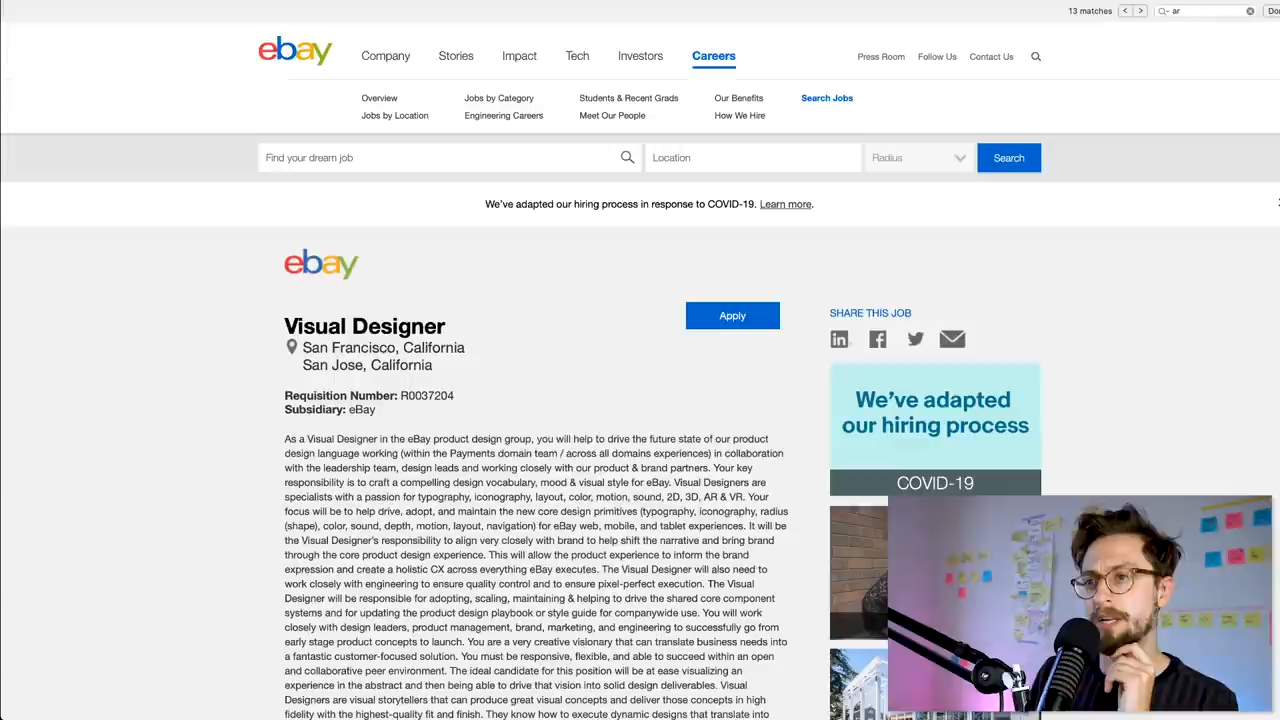 13 matches
ar
ebay
Company
Stories
Impact
Tech
Investors
Careers
Press Room
Follow Us
Contact Us
Overview
Jobs by Category
Students & Recent Grads
Our Benefits
Search Jobs
Jobs by Location
Engineering Careers
Meet Our People
How We Hire
Find your dream job
Location
Radius
Search
We've adapted our hiring process in response to COVID-19. Learn more.
ebay
Apply
Visual Designer
San Francisco, California
San Jose, California
Requisition Number: R0037204
Subsidiary: eBay
As a Visual Designer in the eBay product design group, you will help to drive the future state of our product
design language working (within the Payments domain team / across all domains experiences) in collaboration
with the leadership team, design leads and working closely with our product & brand partners. Your key
responsibility is to craft a compelling design vocabulary, mood & visual style for eBay. Visual Designers are
specialists with a passion for typography, iconography, layout, color, motion, sound, 2D, 3D, AR & VR. Your
focus will be to help drive, adopt, and maintain the new core design primitives (typography, iconography, radius
(shape), color, sound, depth, motion, layout, navigation) for eBay web, mobile, and tablet experiences. It will be
the Visual Designer's responsibility to align very closely with brand to help shift the narrative and bring brand
through the core product design experience. This will allow the product experience to inform the brand
expression and create a holistic CX across everything eBay executes. The Visual Designer will also need to
work closely with engineering to ensure quality control and to ensure pixel-perfect execution. The Visual
Designer will be responsible for adopting, scaling, maintaining & helping to drive the shared core component
systems and for updating the product design playbook or style guide for companywide use. You will work
closely with design leaders, product management, brand, marketing, and engineering to successfully go from
early stage product concepts to launch. You are a very creative visionary that can translate business needs into
a fantastic customer-focused solution. You must be responsive, flexible, and able to succeed within an open
and collaborative peer environment. The ideal candidate for this position will be at ease visualizing an
experience in the abstract and then being able to drive that vision into solid design deliverables. Visual
Designers are visual storytellers that can produce great visual concepts and deliver those concepts in high
fidelity with the highest-quality fit and finish. They know how to execute dynamic designs that translate into
SHARE THIS JOB
We've adapted
our hiring process
COVID-19